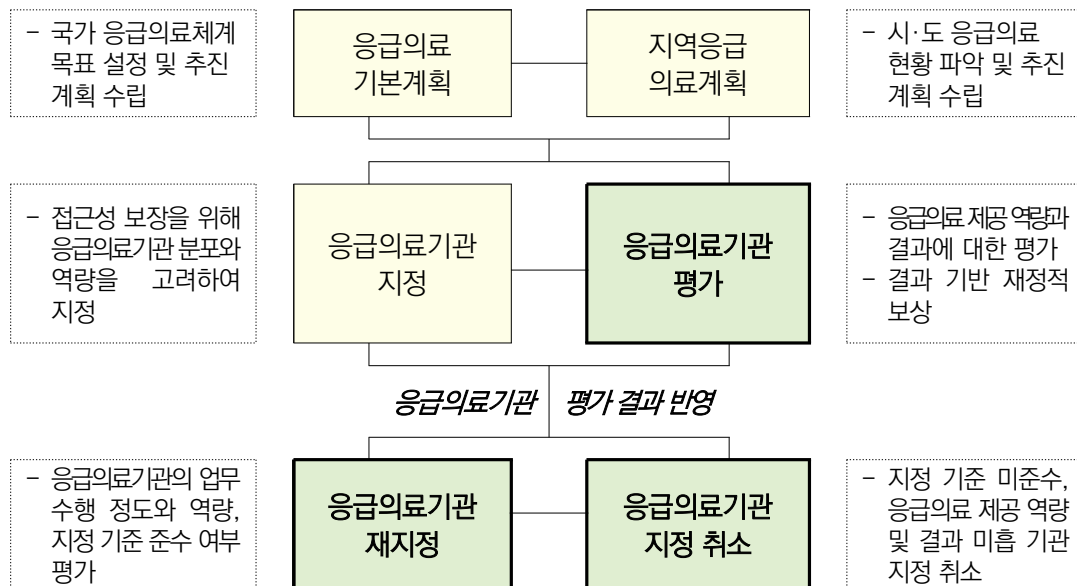 - 국가 응급의료체계
목표 설정 및 추진
계획 수립
응급의료
기본계획
지역응급
의료계획
- 시·도 응급의료
현황 파악 및 추진
계획 수립
- 접근성 보장을 위해
응급의료기관 분포와
역량을 고려하여
지정
응급의료기관
지정
응급의료기관
평가
- 응급의료 제공 역량과
결과에 대한 평가
- 결과 기반 재정적
보상
응급의료기관 평가 결과 반영
- 응급의료기관의 업무
수행 정도와 역량,
지정 기준 준수 여부
평가
응급의료기관
재지정
응급의료기관
지정 취소
- 지정 기준 미준수,
응급의료 제공 역량
및 결과 미흡 기관
지정 취소